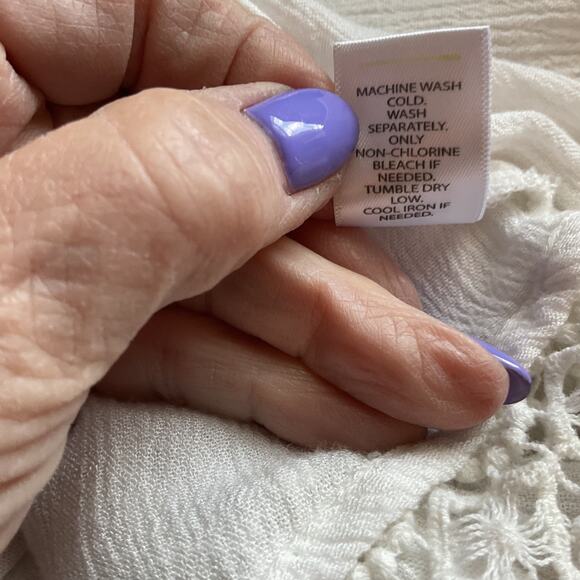 MACHINE WASH
COLD.
WASH
SEPARATELY.
ONLY
NON-CHLORINE
BLEACH IF
NEEDED.
TUMBLE DRY
LOW.
COOL IRON IF
NEEDED.